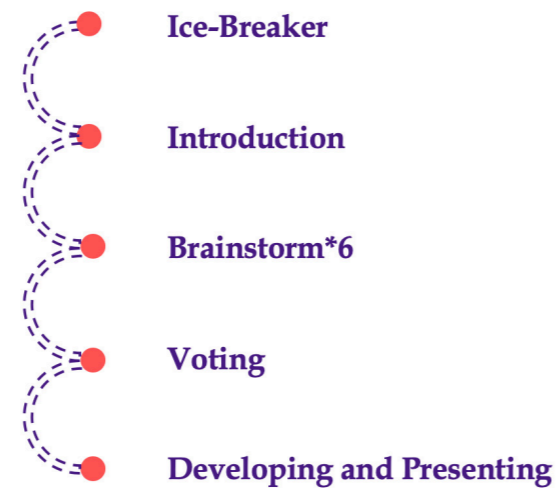 Ice-Breaker
Introduction
Brainstorm*6
Voting
Developing and Presenting